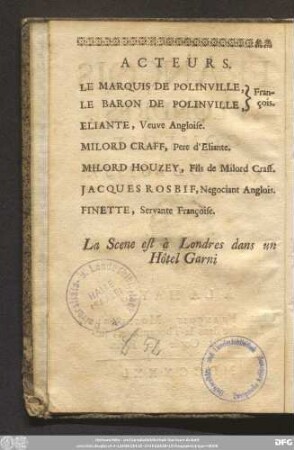 ACTEURS.
LE MARQUIS DE POLINVILLE, } Fran-
LE BARON DE POLINVILLE, } çois.
ELIANTE, Veuve Angloise.
MILORD CRAFF, Pere d'Eliante.
MILORD HOUZEY, Fils de Milord Craff.
JACQUES ROSBIF, Negociant Anglois.
FINETTE, Servante Françoise.
La Scene est à Londres dans un
Hôtel Garni
DFG